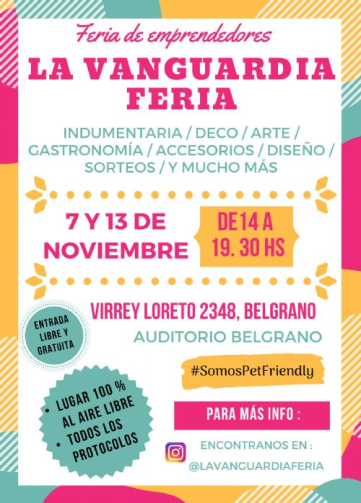 Feria de emprendedores
LA VANGUARDIA
FERIA
INDUMENTARIA / DECO / ARTE /
GASTRONOMÍA / ACCESORIOS / DISEÑO /
SORTEOS / Y MUCHO MÁS
7 Y 13 DE
NOVIEMBRE
DE 14 A
19. 30 HS
VIRREY LORETO 2348, BELGRANO
AUDITORIO BELGRANO
ENTRADA
LIBRE Y
GRATUITA
#SomosPetFriendly
• LUGAR 100 %
AL AIRE LIBRE
• TODOS LOS
PROTOCOLOS
PARA MÁS INFO :
ENCONTRANOS EN :
@LAVANGUARDIAFERIA